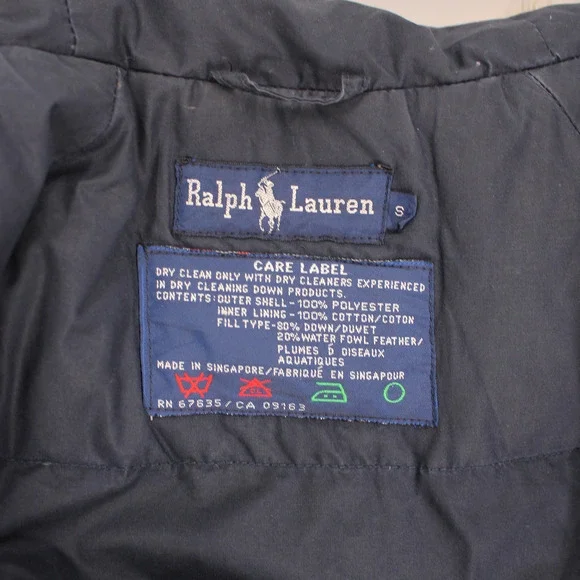 Ralph Lauren
S
CARE LABEL
DRY CLEAN ONLY WITH DRY CLEANERS EXPERIENCED
IN DRY CLEANING DOWN PRODUCTS.
CONTENTS: OUTER SHELL-100% POLYESTER
INNER LINING-100% COTTON/COTON
FILL TYPE-80% DOWN/DUVET
20% WATER FOWL FEATHER/
PLUMES D OISEAUX
AQUATIQUES
MADE IN SINGAPORE/FABRIQUÉ EN SINGAPOUR
RN 67835/CA 09163